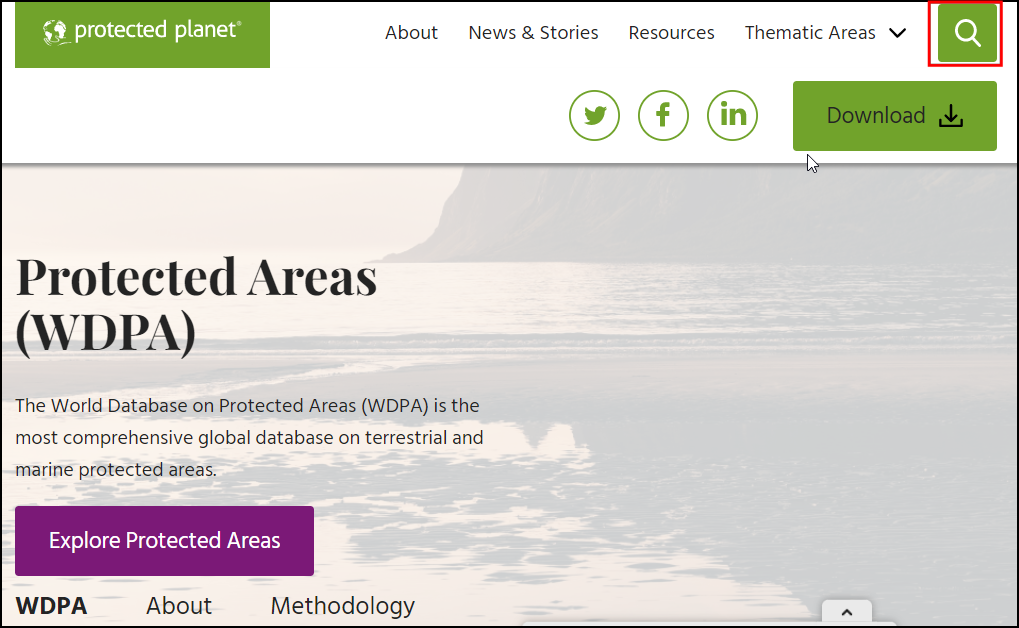 protected planet®
About News & Stories Resources Thematic Areas
Download
Protected Areas
(WDPA)
The World Database on Protected Areas (WDPA) is the
most comprehensive global database on terrestrial and
marine protected areas.
Explore Protected Areas
WDPA About Methodology